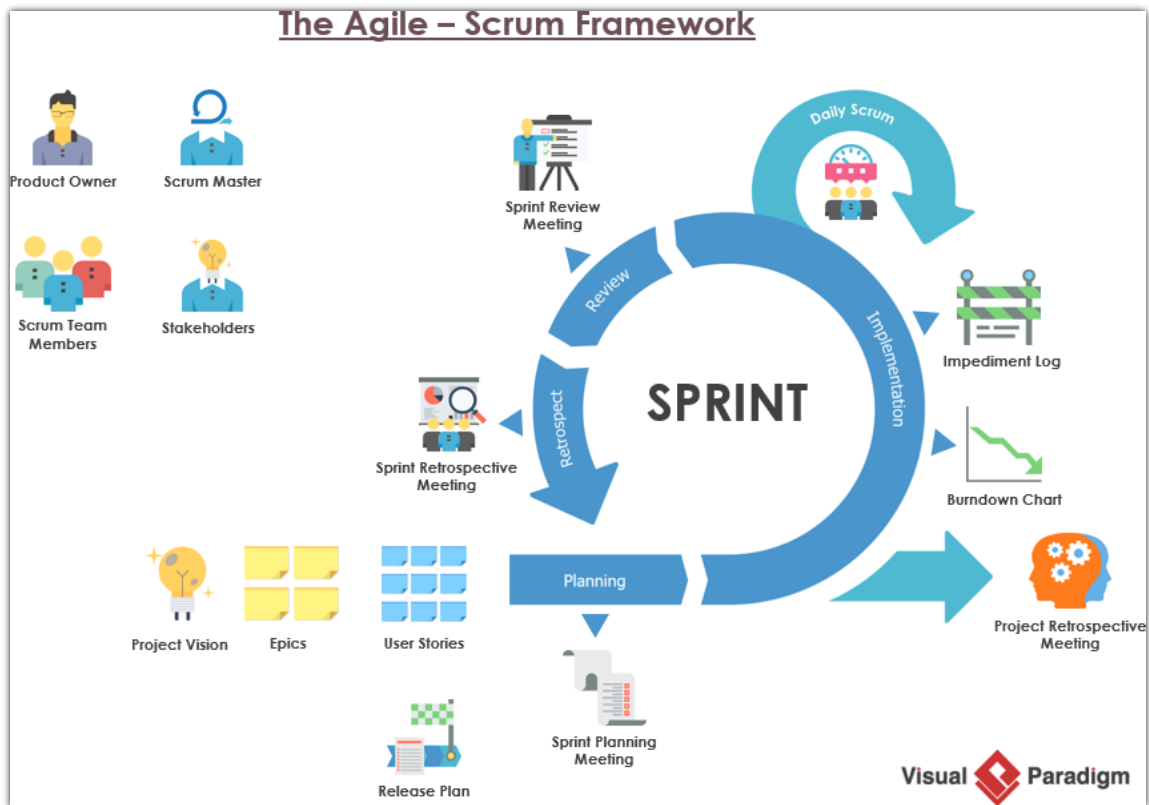 The Agile – Scrum Framework
Product Owner
Scrum Master
Scrum Team
Members
Stakeholders
Sprint Review
Meeting
Daily Scrum
Review
Implementation
Impediment Log
SPRINT
Retrospect
Sprint Retrospective
Meeting
Burndown Chart
Project Vision
Epics
User Stories
Planning
Project Retrospective
Meeting
Sprint Planning
Meeting
Release Plan
Visual Paradigm